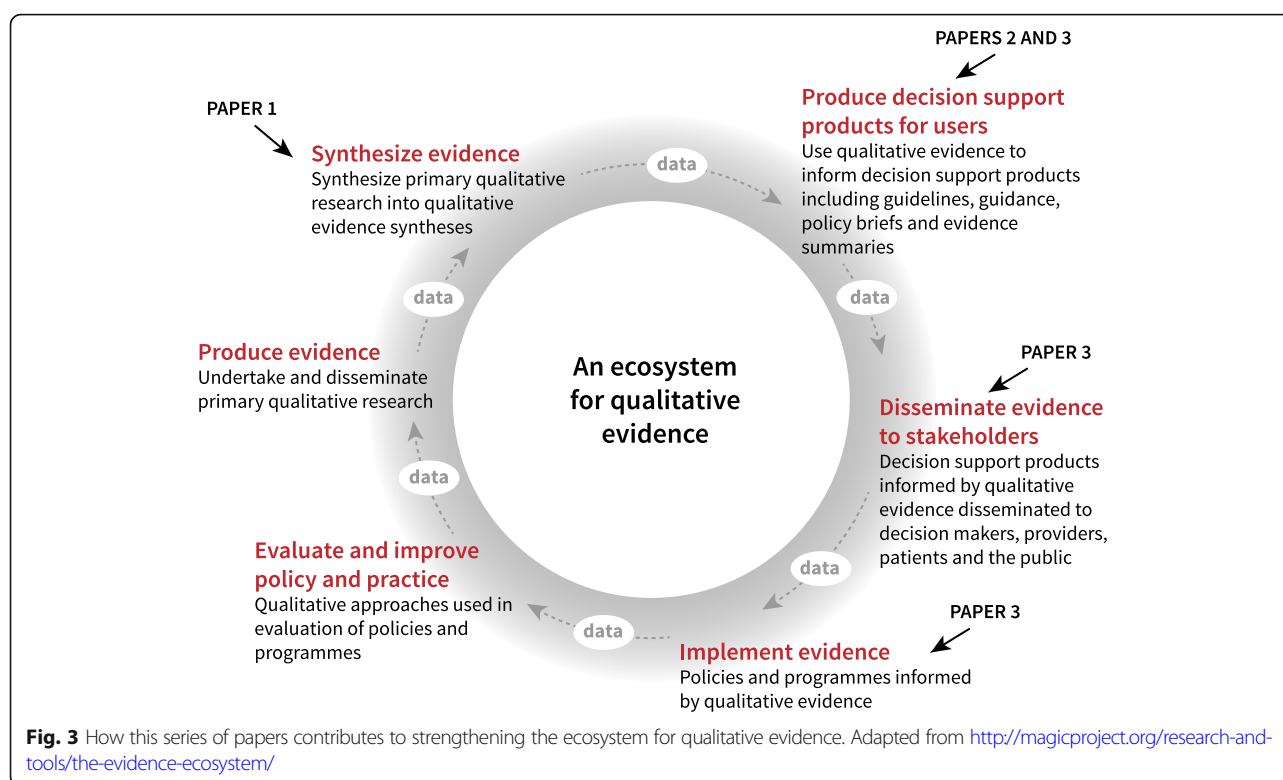 PAPERS 2 AND 3
Produce decision support
products for users
Use qualitative evidence to
inform decision support products
including guidelines, guidance,
policy briefs and evidence
summaries
PAPER 1
Synthesize evidence
Synthesize primary qualitative
research into qualitative
evidence syntheses
data
data
data
Produce evidence
Undertake and disseminate
primary qualitative research
An ecosystem
for qualitative
evidence
PAPER 3
Disseminate evidence
to stakeholders
Decision support products
informed by qualitative
evidence disseminated to
decision makers, providers,
patients and the public
data
data
Evaluate and improve
policy and practice
Qualitative approaches used in
evaluation of policies and
programmes
data
PAPER 3
Implement evidence
Policies and programmes informed
by qualitative evidence
Fig. 3 How this series of papers contributes to strengthening the ecosystem for qualitative evidence. Adapted from http://magicproject.org/research-and-
tools/the-evidence-ecosystem/